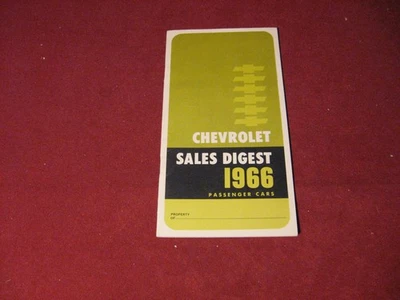 CHEVROLET
SALES DIGEST
1966
PASSENGER CARS
PROPERTY
OF